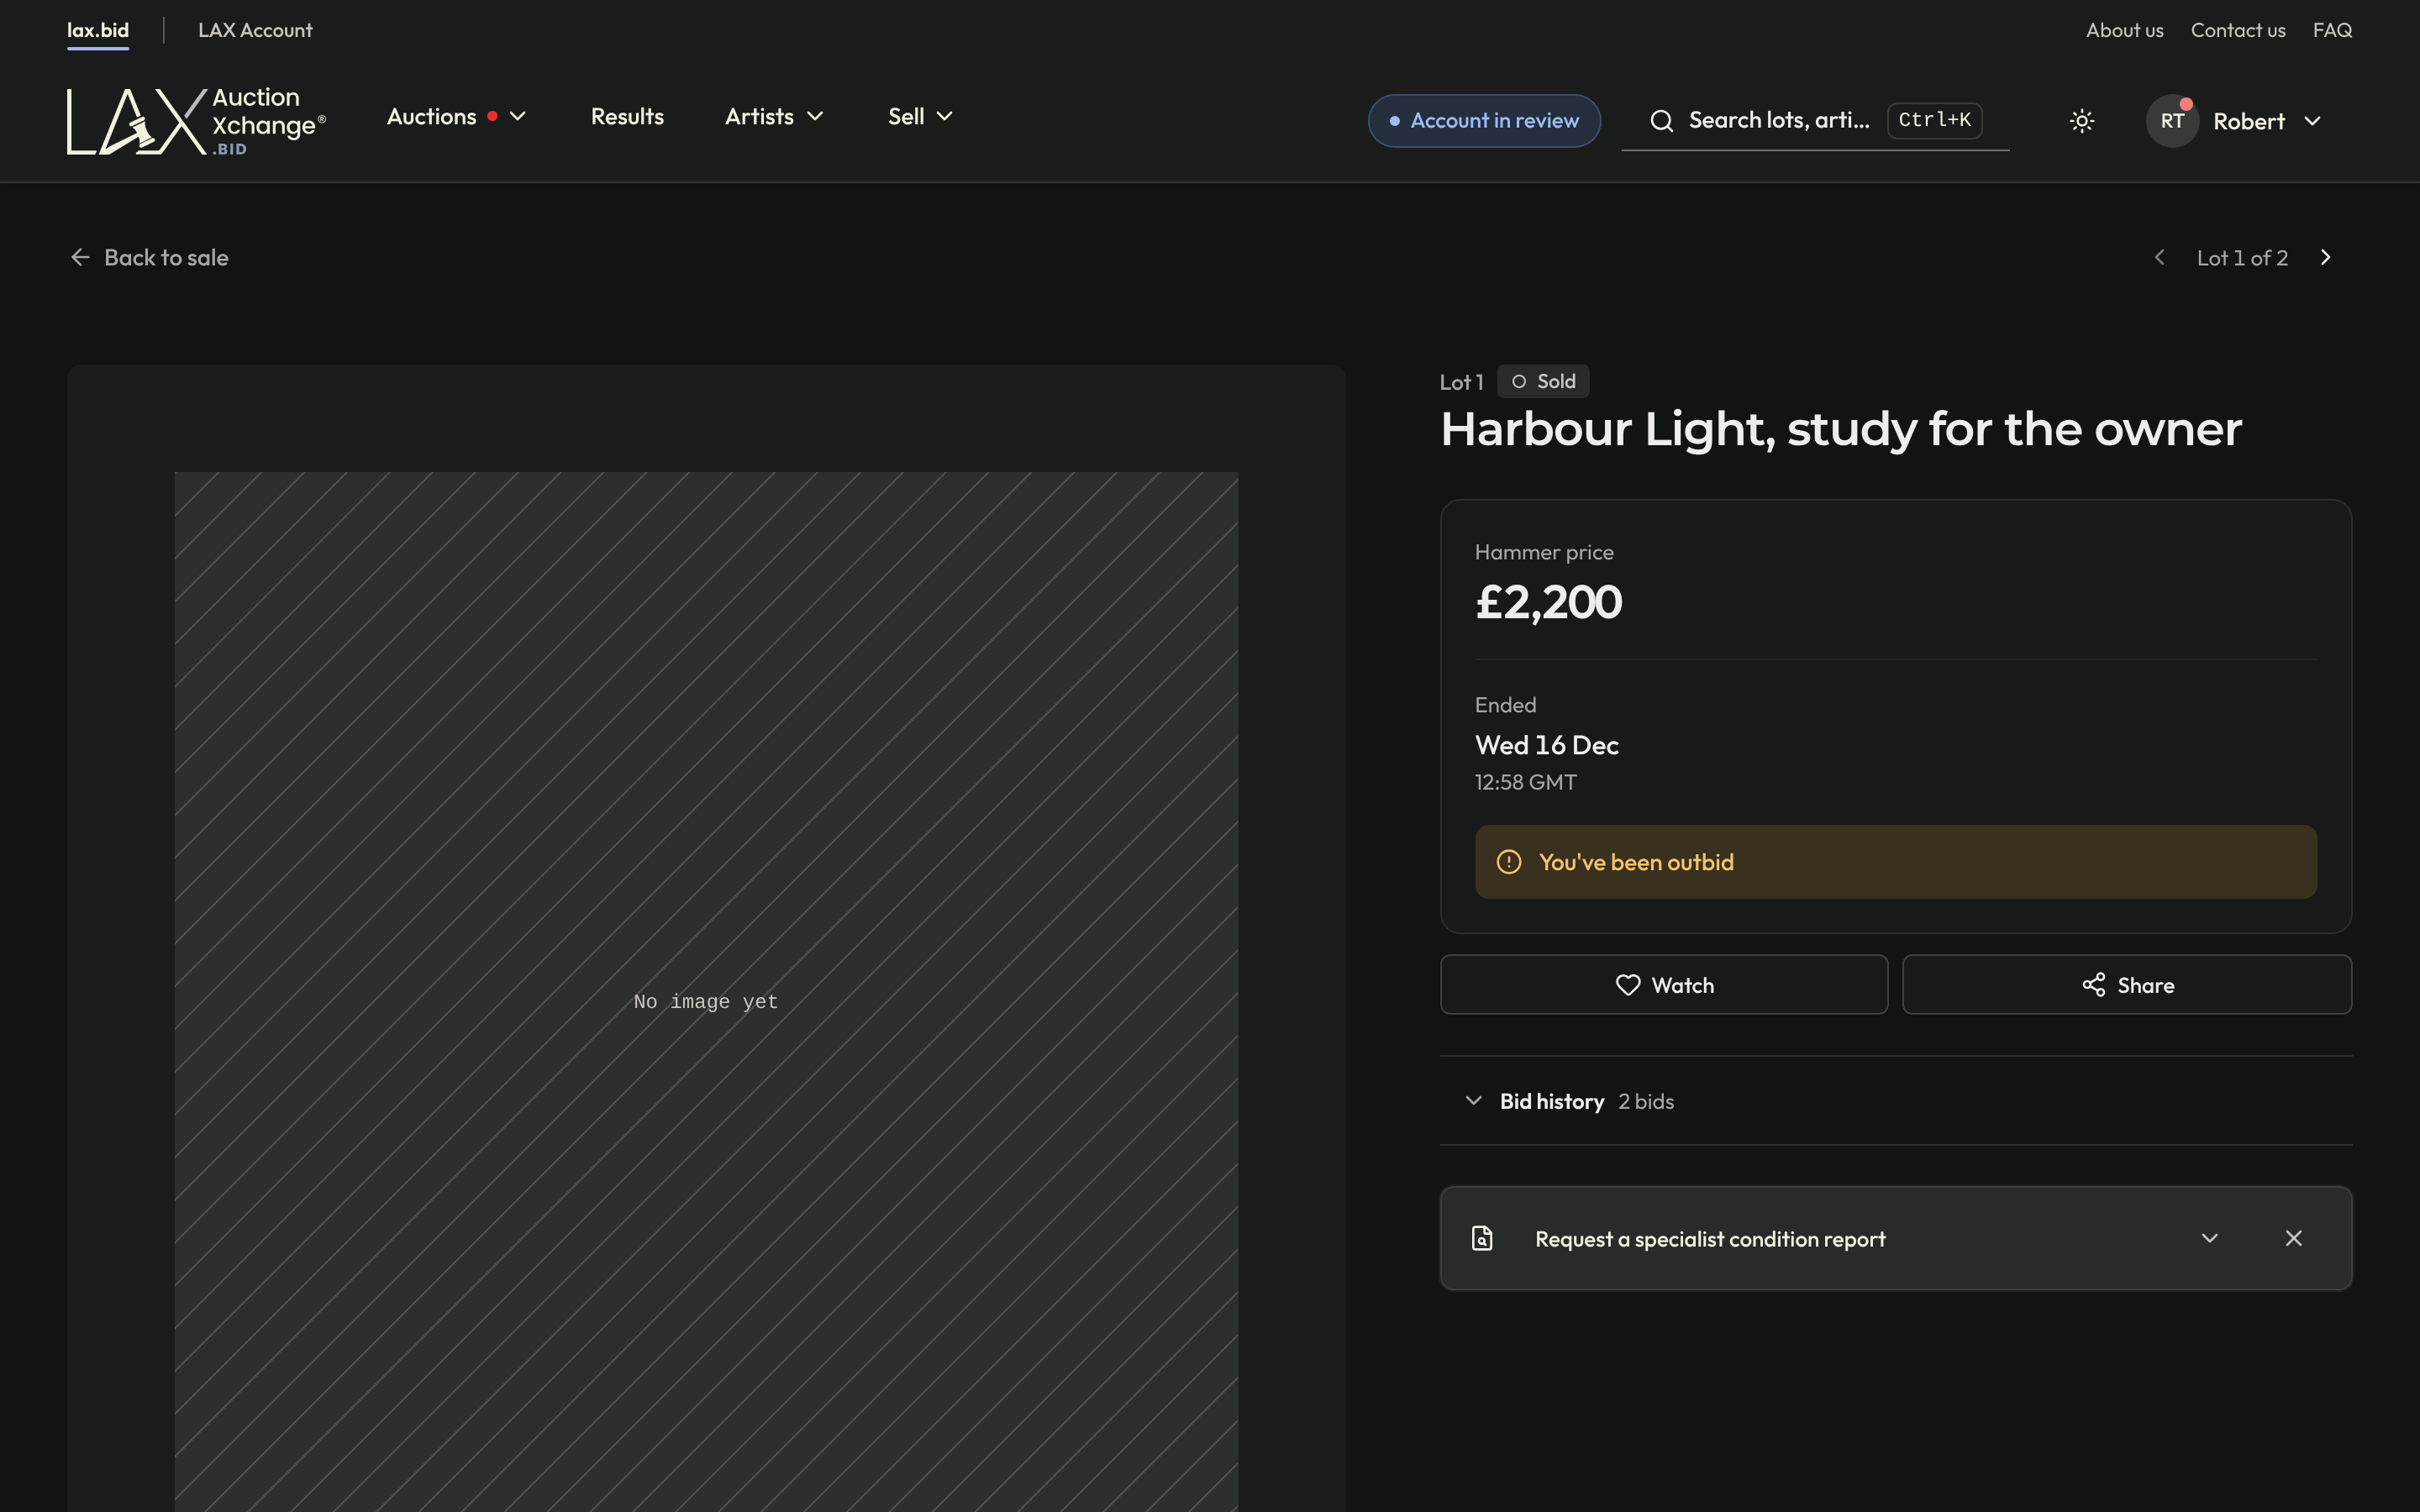 lax.bid
LAX Account
About us
Contact us
FAQ
LAX Auction
Xchange®
.BID
Auctions
Results
Artists
Sell
Account in review
Search lots, arti...
Ctrl+K
RT
Robert
Back to sale
Lot 1 of 2
Lot 1
Sold
Harbour Light, study for the owner
Hammer price
£2,200
Ended
Wed 16 Dec
12:58 GMT
You've been outbid
No image yet
Watch
Share
Bid history 2 bids
Request a specialist condition report